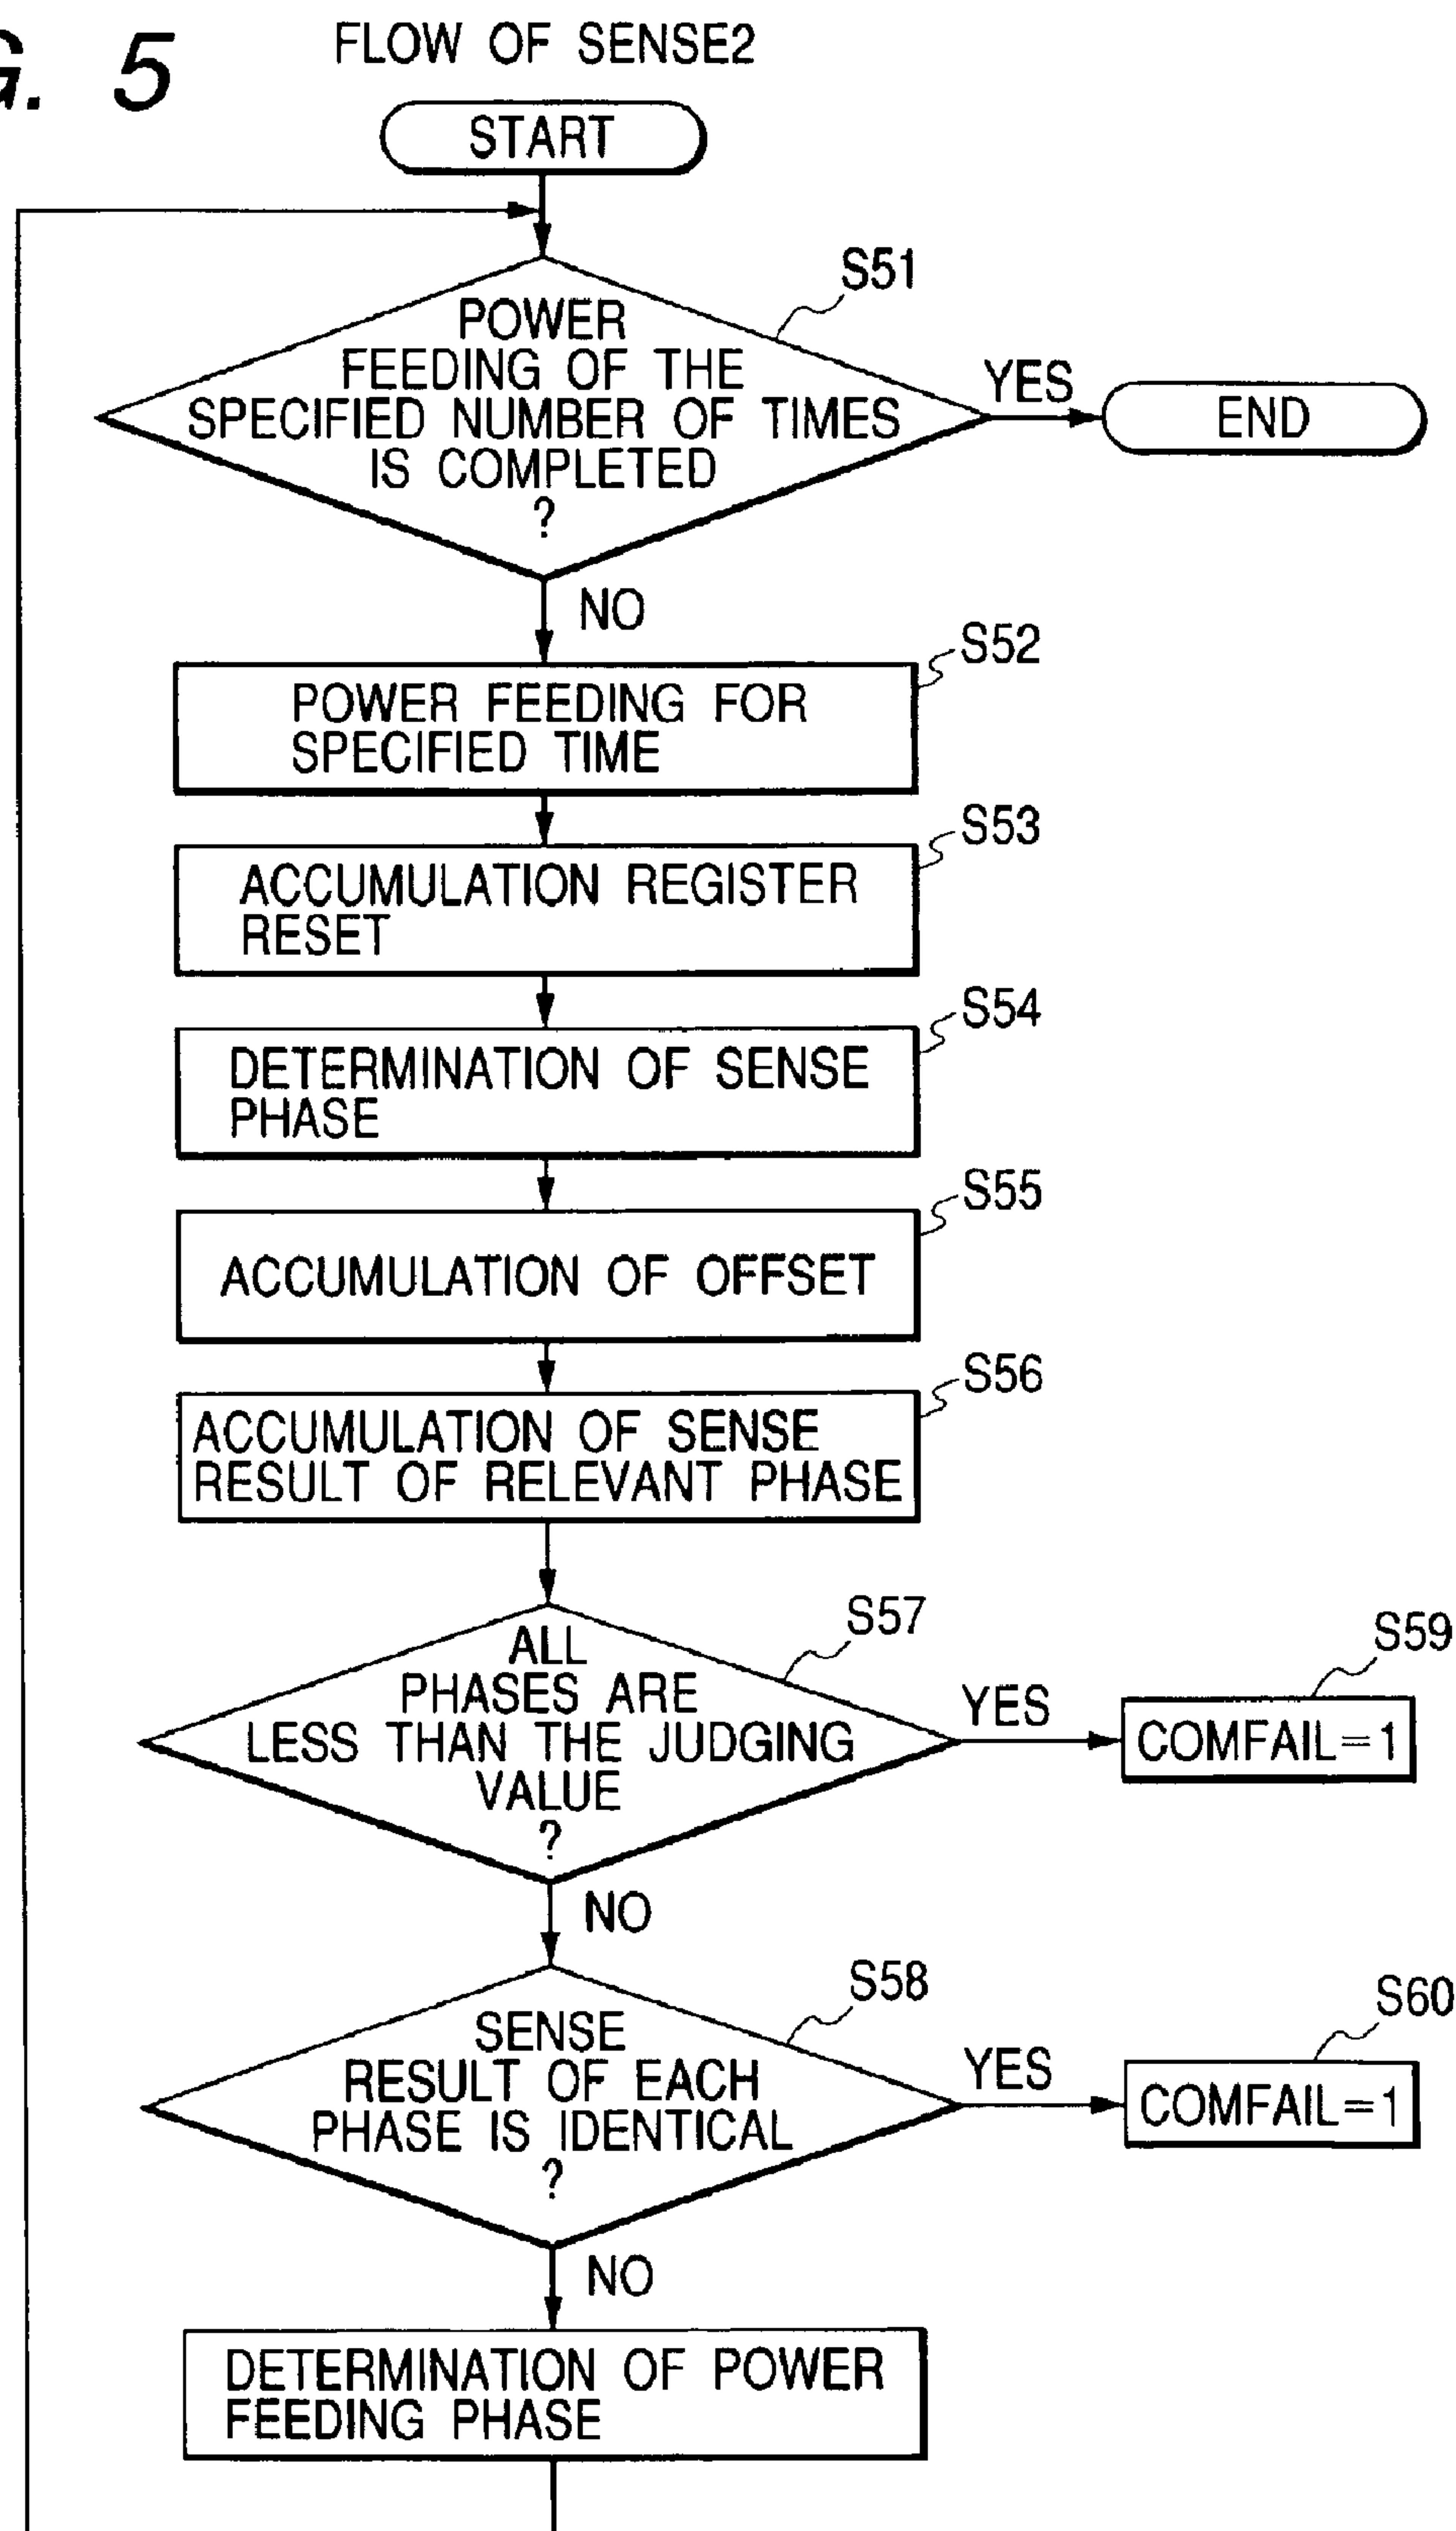 G. 5
FLOW OF SENSE2
START
S51
POWER
FEEDING OF THE
SPECIFIED NUMBER OF TIMES
IS COMPLETED
?
YES
END
NO
S52
POWER FEEDING FOR
SPECIFIED TIME
S53
ACCUMULATION REGISTER
RESET
S54
DETERMINATION OF SENSE
PHASE
S55
ACCUMULATION OF OFFSET
S56
ACCUMULATION OF SENSE
RESULT OF RELEVANT PHASE
S57
ALL
PHASES ARE
LESS THAN THE JUDGING
VALUE
?
YES
S59
COMFAIL=1
NO
S58
SENSE
RESULT OF EACH
PHASE IS IDENTICAL
?
YES
S60
COMFAIL=1
NO
DETERMINATION OF POWER
FEEDING PHASE